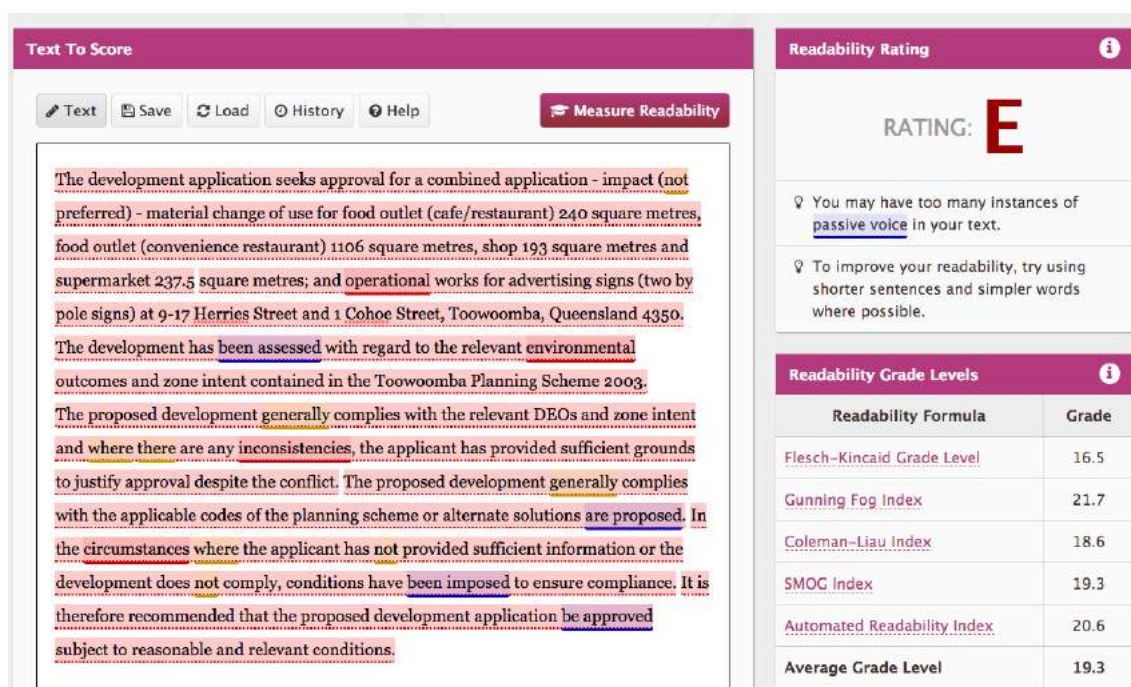 Text To Score
Text
Save
Load
History
Help
Measure Readability
The development application seeks approval for a combined application - impact (not
preferred) - material change of use for food outlet (cafe/restaurant) 240 square metres,
food outlet (convenience restaurant) 1106 square metres, shop 193 square metres and
supermarket 237.5 square metres; and operational works for advertising signs (two by
pole signs) at 9-17 Herries Street and 1 Cohoe Street, Toowoomba, Queensland 4350.
The development has been assessed with regard to the relevant environmental
outcomes and zone intent contained in the Toowoomba Planning Scheme 2003.
The proposed development generally complies with the relevant DEOs and zone intent
and where there are any inconsistencies, the applicant has provided sufficient grounds
to justify approval despite the conflict. The proposed development generally complies
with the applicable codes of the planning scheme or alternate solutions are proposed. In
the circumstances where the applicant has not provided sufficient information or the
development does not comply, conditions have been imposed to ensure compliance. It is
therefore recommended that the proposed development application be approved
subject to reasonable and relevant conditions.
Readability Rating
RATING: E
You may have too many instances of
passive voice in your text.
To improve your readability, try using
shorter sentences and simpler words
where possible.
Readability Grade Levels
Readability Formula Grade
Flesch-Kincaid Grade Level 16.5
Gunning Fog Index 21.7
Coleman-Liau Index 18.6
SMOG Index 19.3
Automated Readability Index 20.6
Average Grade Level 19.3